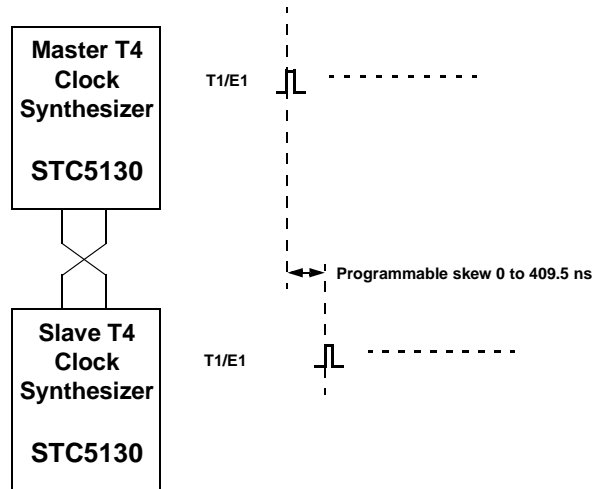 Master T4
Clock
Synthesizer
STC5130
T1/E1
Programmable skew 0 to 409.5 ns
Slave T4
Clock
Synthesizer
STC5130
T1/E1